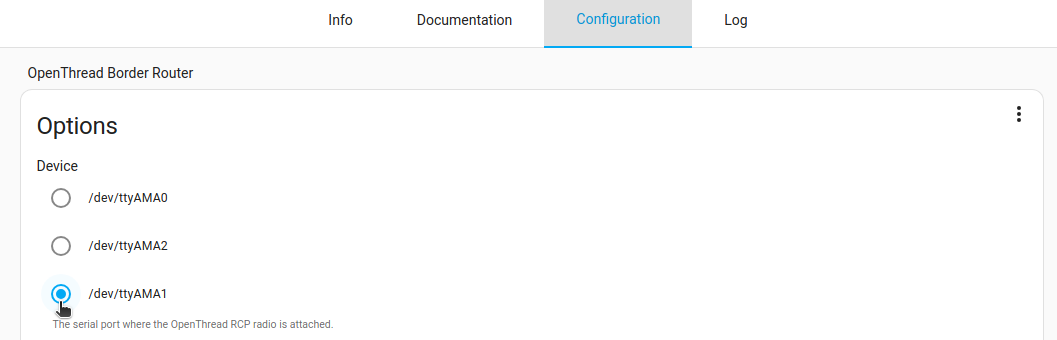 Info Documentation Configuration Log
OpenThread Border Router
Options
Device
/dev/ttyAMA0
/dev/ttyAMA2
/dev/ttyAMA1
The serial port where the OpenThread RCP radio is attached.